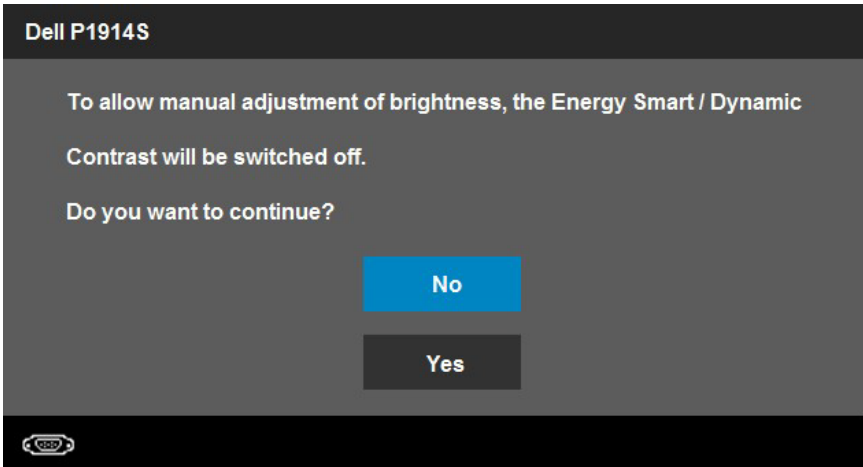 Dell P1914S
To allow manual adjustment of brightness, the Energy Smart / Dynamic
Contrast will be switched off.
Do you want to continue?
No
Yes